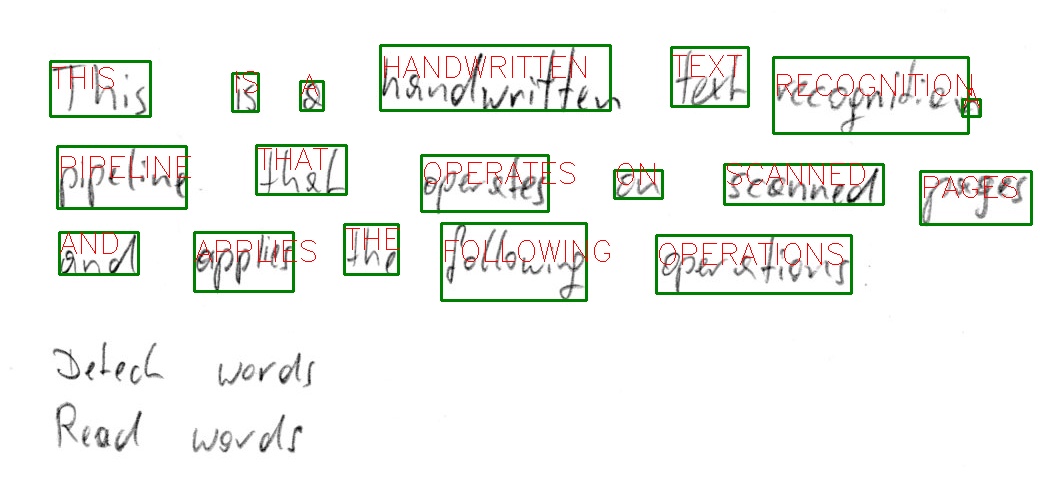 This is a handwritten text recognition
THIS IS A HANDWRITTEN TEXT RECOGNITION A
pipeline that operates on scanned pages
PIPELINE THAT OPERATES ON SCANNED PAGES
and applies the following operations
AND APPLIES THE FOLLOWING OPERATIONS
Detech words
Read words